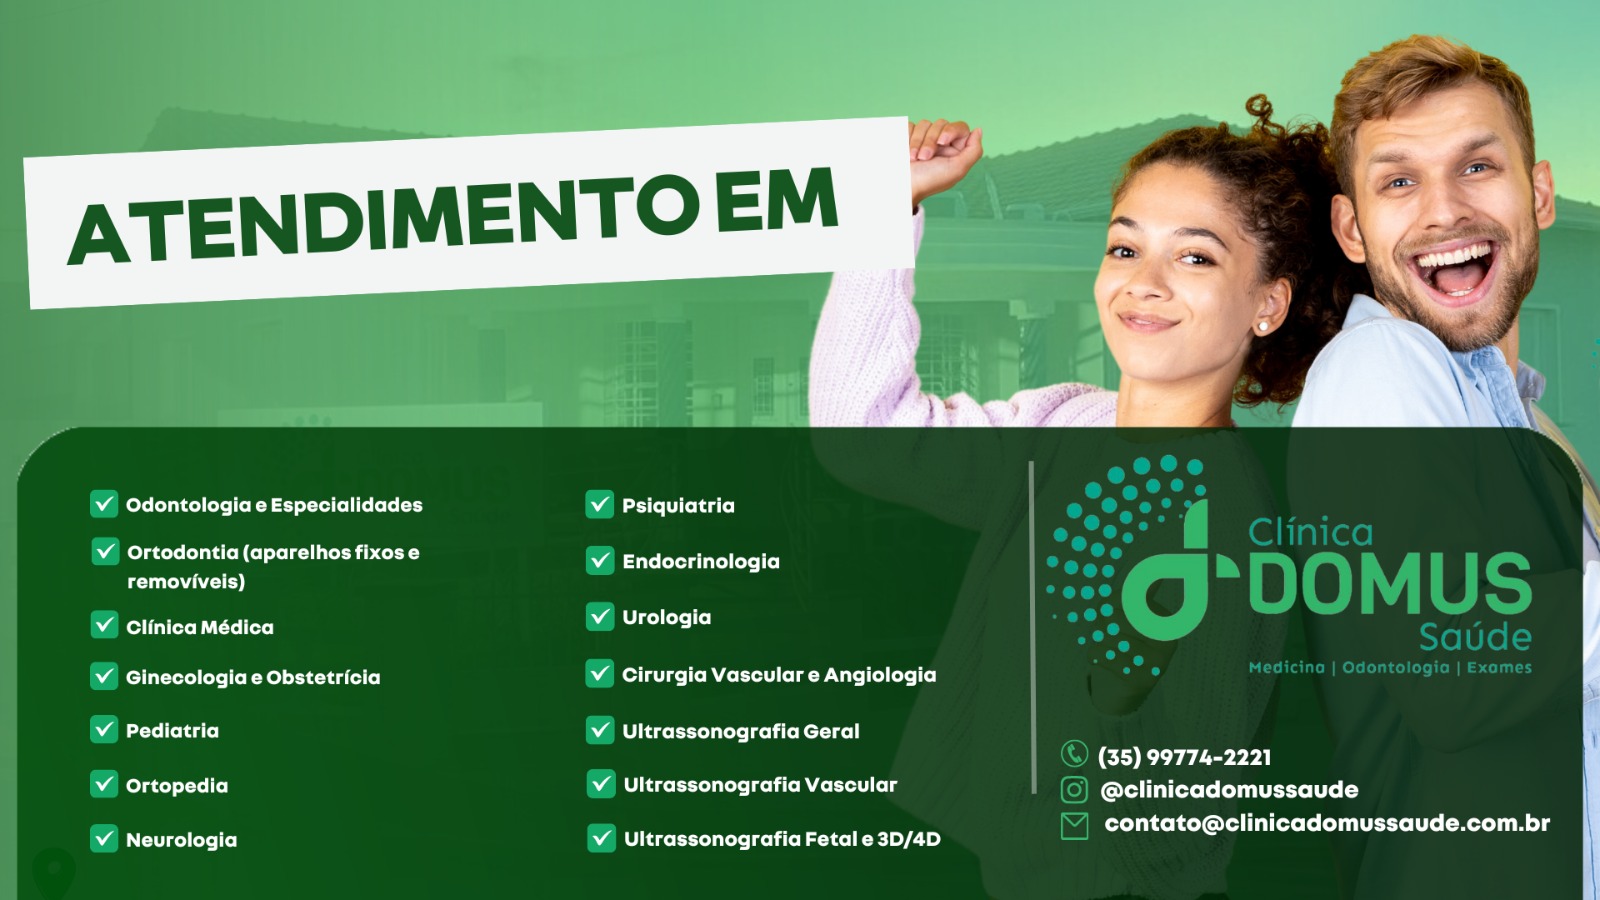 ATENDIMENTO EM
Odontologia e Especialidades
Ortodontia (aparelhos fixos e
removíveis)
Clínica Médica
Ginecologia e Obstetrícia
Pediatria
Ortopedia
Neurologia
Psiquiatria
Endocrinologia
Urologia
Cirurgia Vascular e Angiologia
Ultrassonografia Geral
Ultrassonografia Vascular
Ultrassonografia Fetal e 3D/4D
Clínica
DOMUS
Saúde
Medicina | Odontologia | Exames
(35) 99774-2221
@clinicadomussaude
contato@clinicadomussaude.com.br